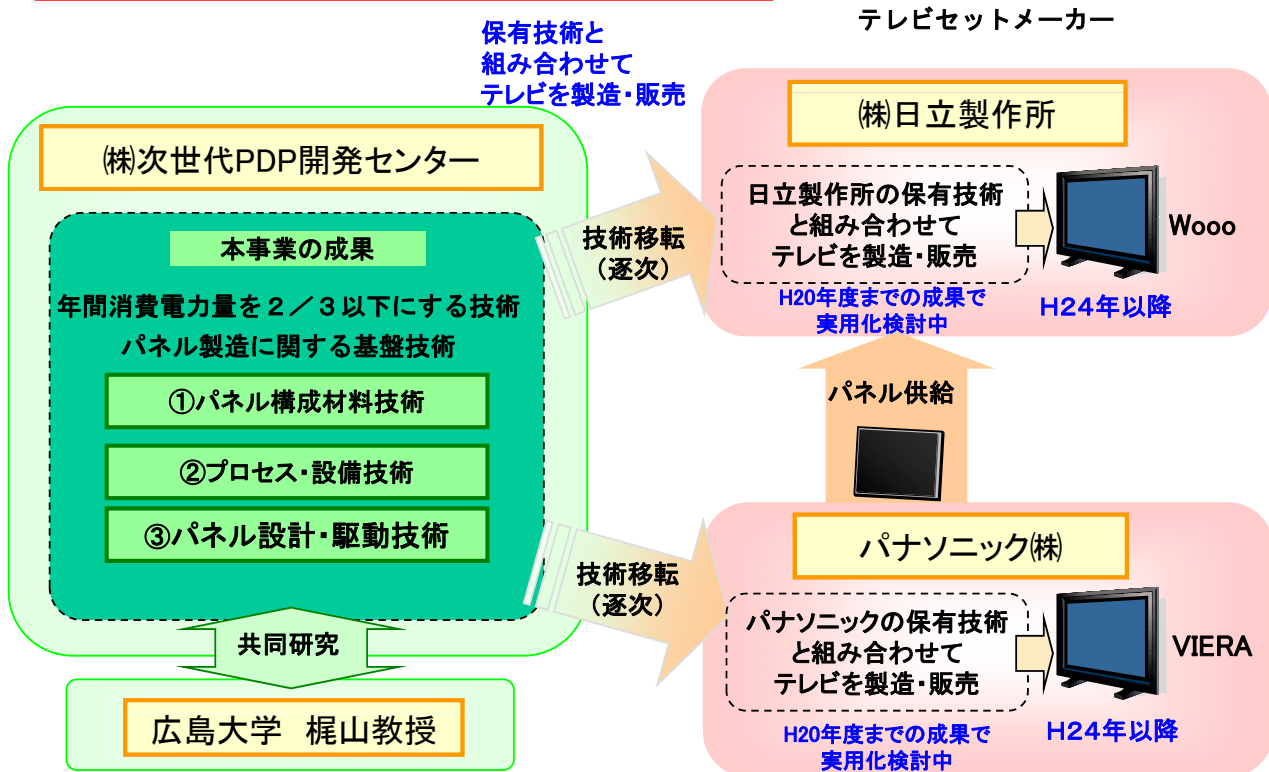 テレビセットメーカー
保有技術と
組み合わせて
テレビを製造・販売
㈱次世代PDP開発センター
本事業の成果
年間消費電力量を２／３以下にする技術
パネル製造に関する基盤技術
①パネル構成材料技術
②プロセス・設備技術
③パネル設計・駆動技術
共同研究
広島大学　梶山教授
技術移転
（逐次）
技術移転
（逐次）
㈱日立製作所
日立製作所の保有技術
と組み合わせて
テレビを製造・販売
Wooo
H20年度までの成果で
実用化検討中
H24年以降
パネル供給
パナソニック㈱
パナソニックの保有技術
と組み合わせて
テレビを製造・販売
VIERA
H20年度までの成果で
実用化検討中
H24年以降